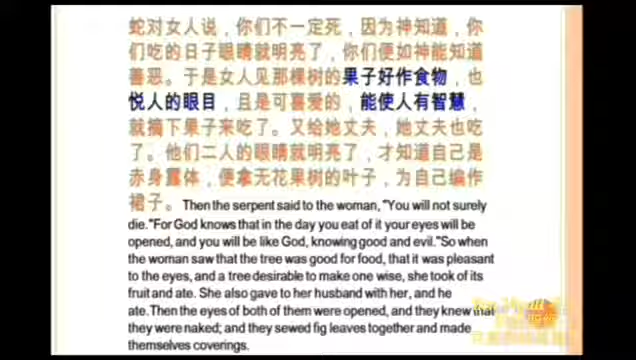 蛇对女人说，你们不一定死，因为神知道，你
们吃的日子眼睛就明亮了，你们便如神能知道
善恶。于是女人见那棵树的果子好作食物，也
悦人的眼目，且是可喜爱的，能使人有智慧，
就摘下果子来吃了。又给她丈夫，她丈夫也吃
了。他们二人的眼睛就明亮了，才知道自己是
赤身露体，便拿无花果树的叶子，为自己编作
裙子。Then the serpent said to the woman, "You will not surely
die."For God knows that in the day you eat of it your eyes will be
opened, and you will be like God, knowing good and evil."So when
the woman saw that the tree was good for food, that it was pleasant
to the eyes, and a tree desirable to make one wise, she took of its
fruit and ate. She also gave to her husband with her, and he
ate.Then the eyes of both of them were opened, and they knew that
they were naked; and they sewed fig leaves together and made
themselves coverings.